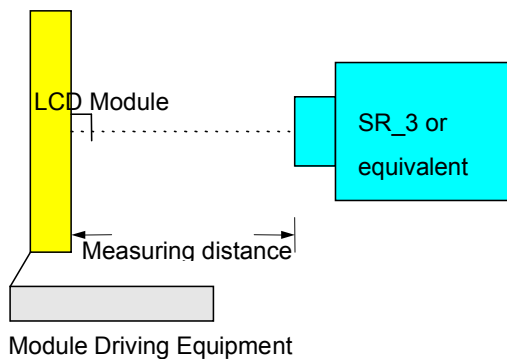 LCD Module
SR_3 or
equivalent
Measuring distance
Module Driving Equipment